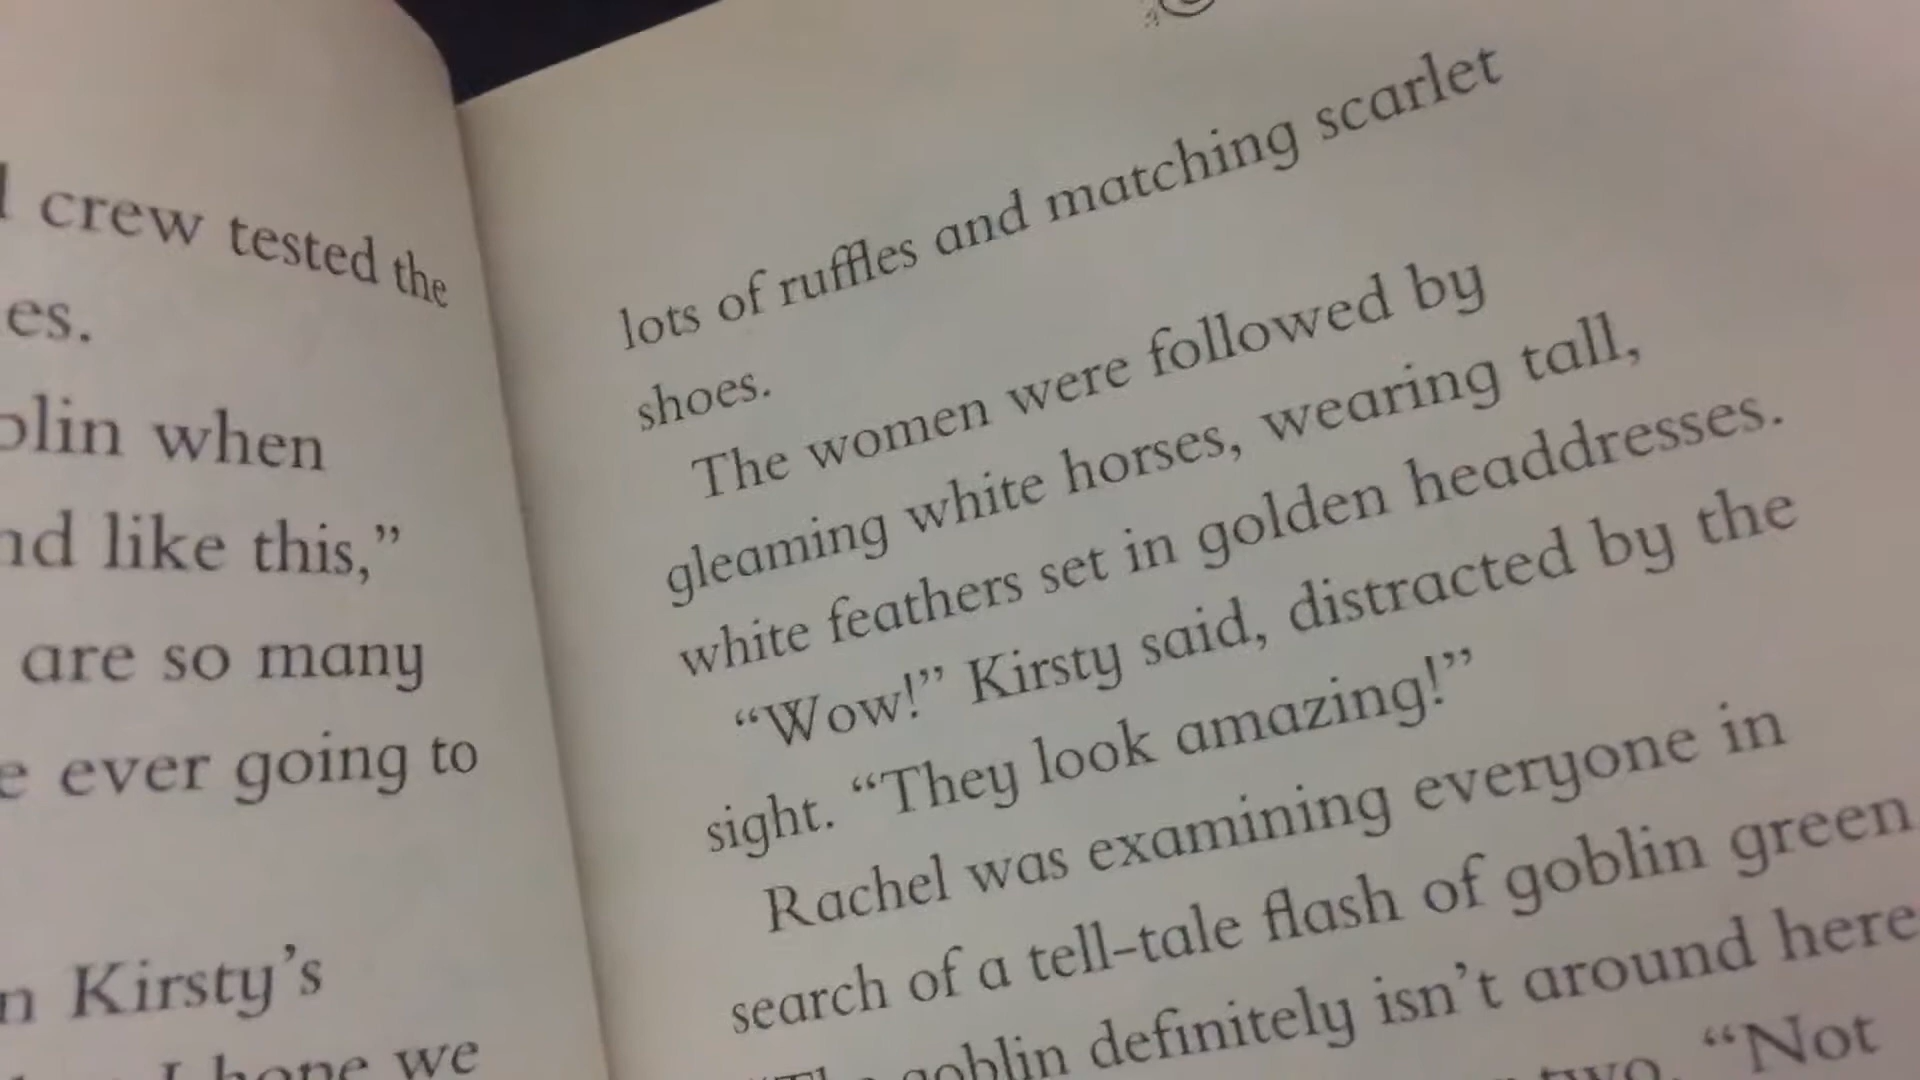 crew tested the
es.
when
like this,”
are so many
ever going to
Kirsty’s
hope we
lots of ruffles and matching scarlet
shoes.
The women were followed by
gleaming white horses, wearing tall,
white feathers set in golden headdresses.
“Wow!” Kirsty said, distracted by the
sight. “They look amazing!”
Rachel was examining everyone in
search of a tell-tale flash of goblin green
goblin definitely isn’t around here
two. “Not